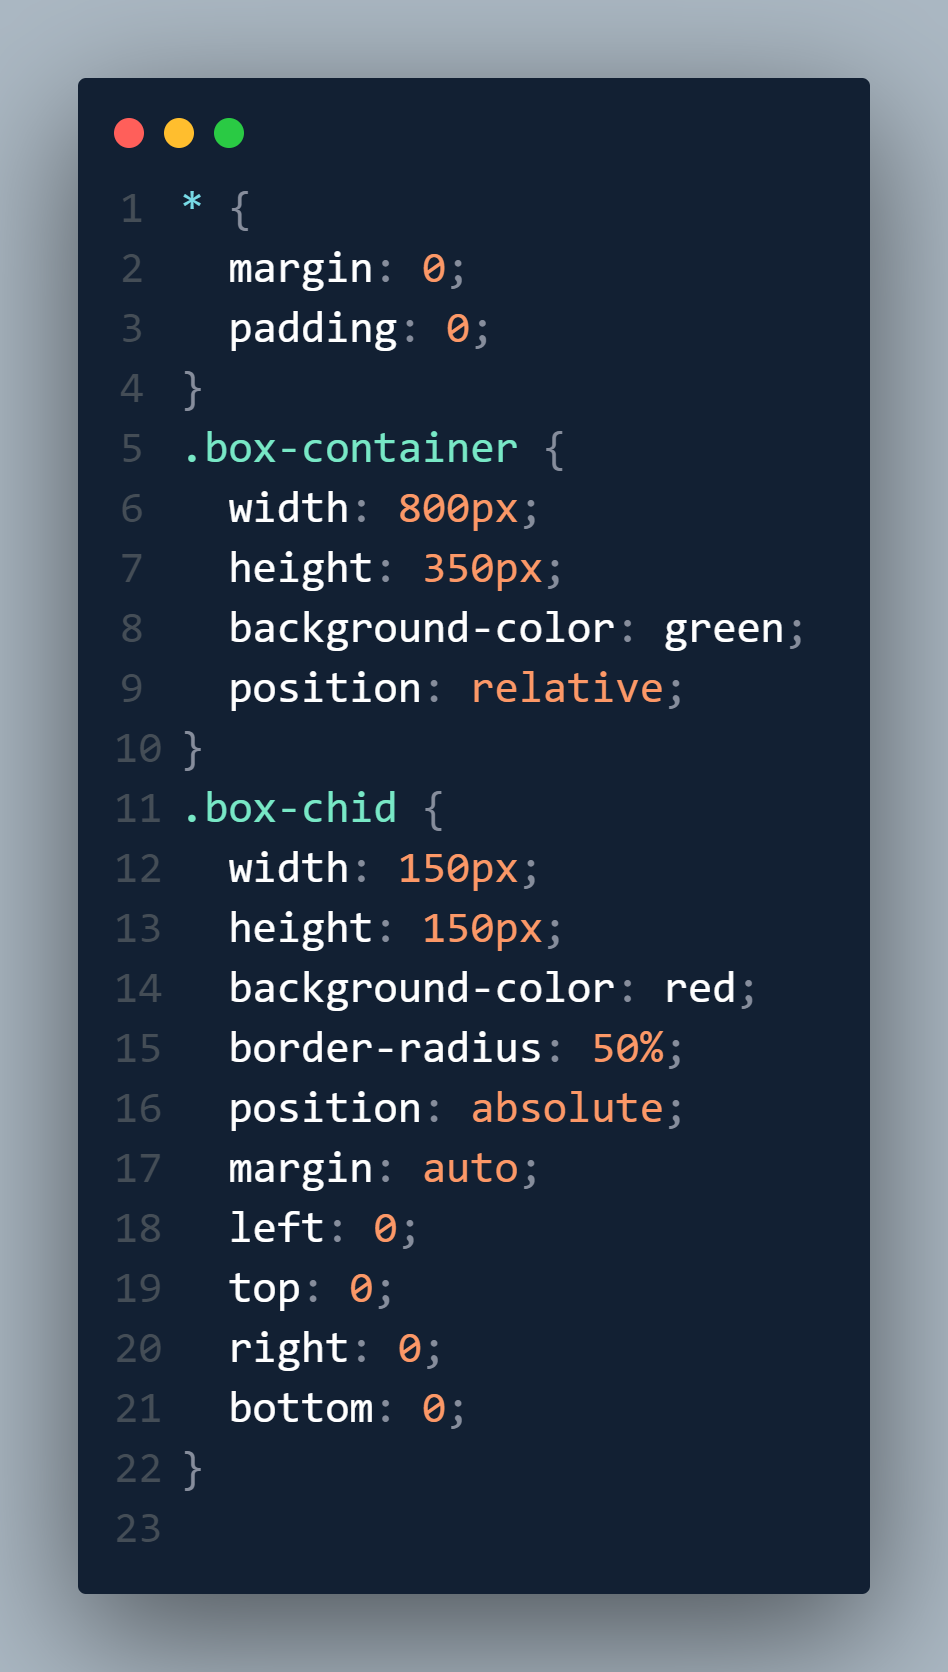 1 * {
2   margin: 0;
3   padding: 0;
4 }
5 .box-container {
6   width: 800px;
7   height: 350px;
8   background-color: green;
9   position: relative;
10 }
11 .box-chid {
12   width: 150px;
13   height: 150px;
14   background-color: red;
15   border-radius: 50%;
16   position: absolute;
17   margin: auto;
18   left: 0;
19   top: 0;
20   right: 0;
21   bottom: 0;
22 }
23